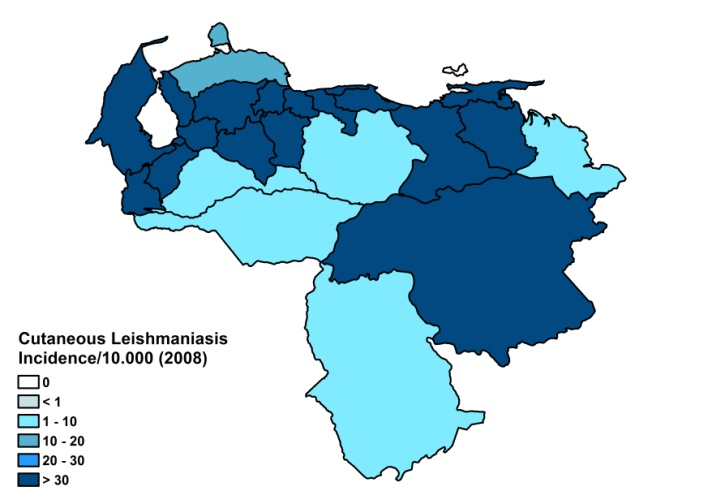 Cutaneous Leishmaniasis
Incidence/10.000 (2008)
0
< 1
1 - 10
10 - 20
20 - 30
> 30